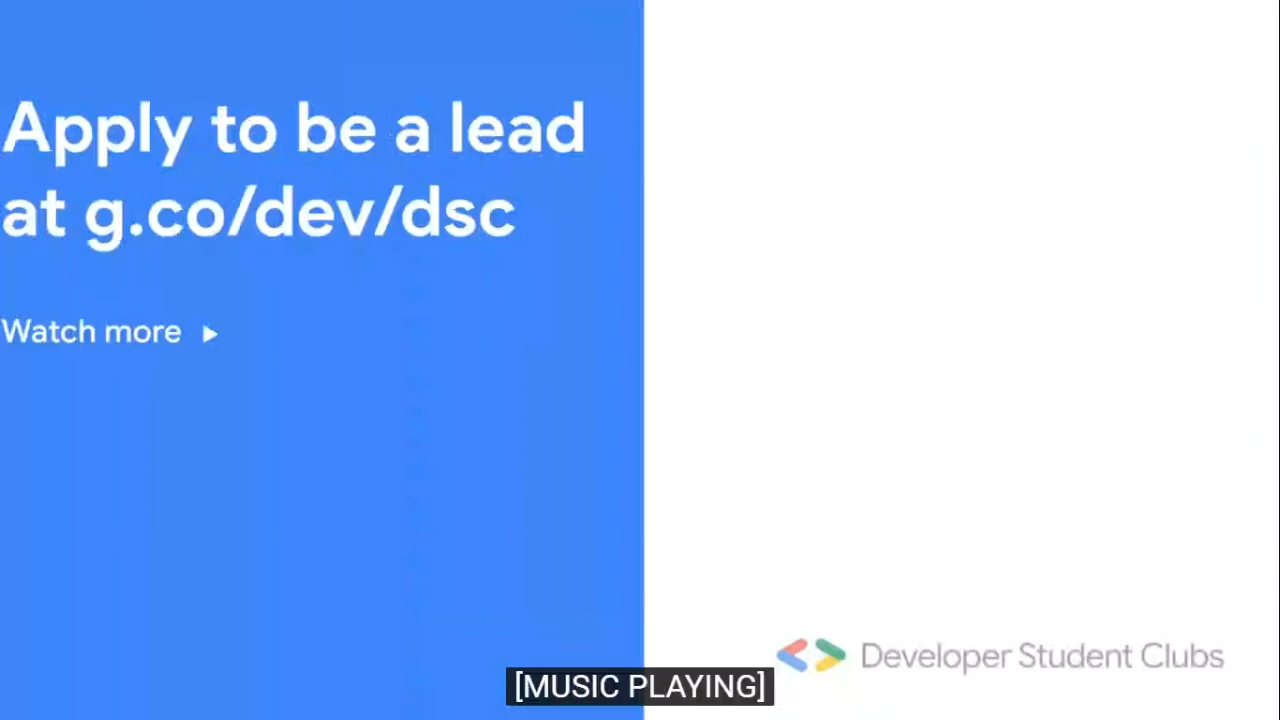 Apply to be a lead
at g.co/dev/dsc
Watch more
Developer Student Clubs
[MUSIC PLAYING]